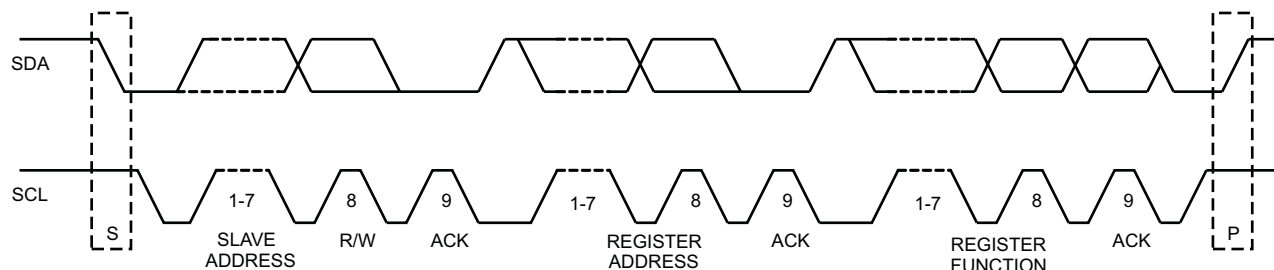 SDA
SCL
1-7 8 9 1-7 8 9 1-7 8 9
S SLAVE ADDRESS R/W ACK REGISTER ADDRESS ACK REGISTER FUNCTION ACK P